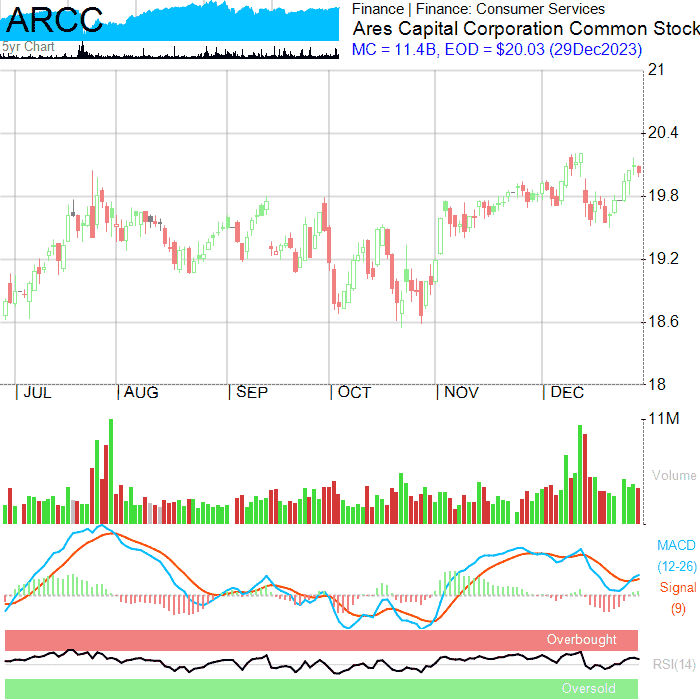 ARCC
5yr Chart
Finance | Finance: Consumer Services
Ares Capital Corporation Common Stock
MC = 11.4B, EOD = $20.03 (29Dec2023)
21
20.4
19.8
19.2
18.6
18
| JUL | AUG | SEP | OCT | NOV | DEC
11M
Volume
MACD
(12-26)
Signal
(9)
Overbought
RSI(14)
Oversold